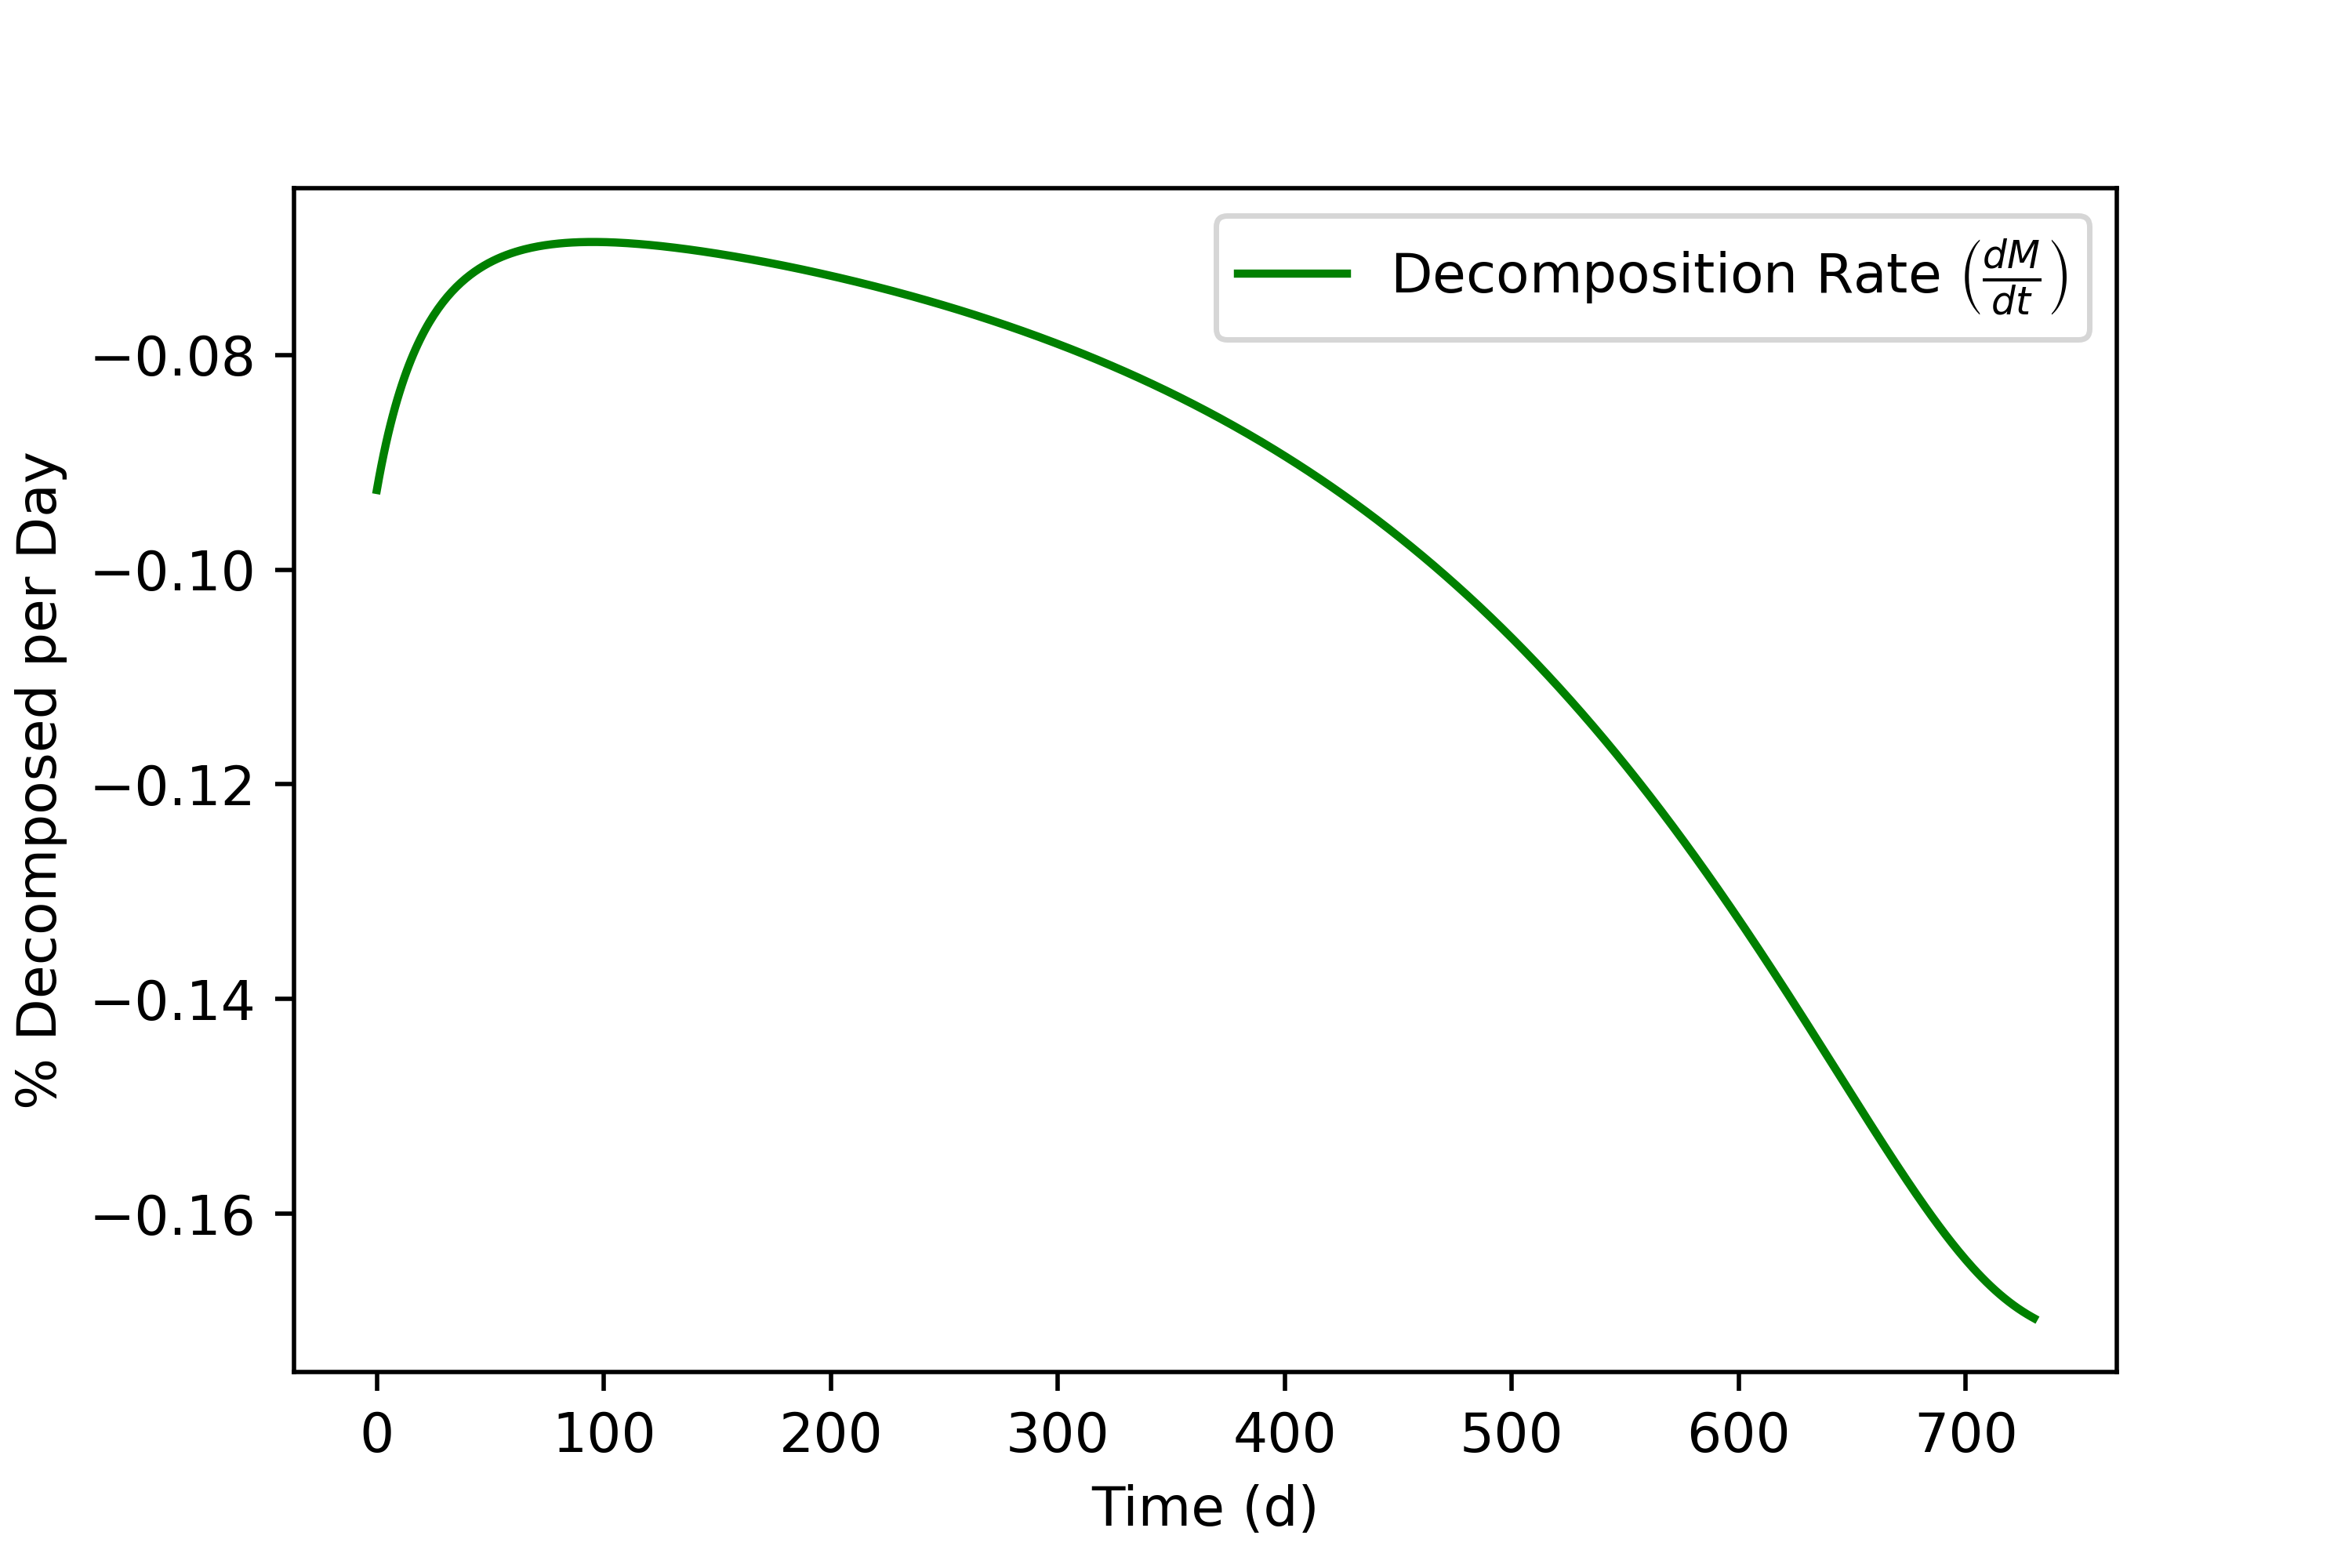 Decomposition Rate (dM/dt)
−0.08
−0.10
−0.12
−0.14
−0.16
% Decomposed per Day
0 100 200 300 400 500 600 700
Time (d)